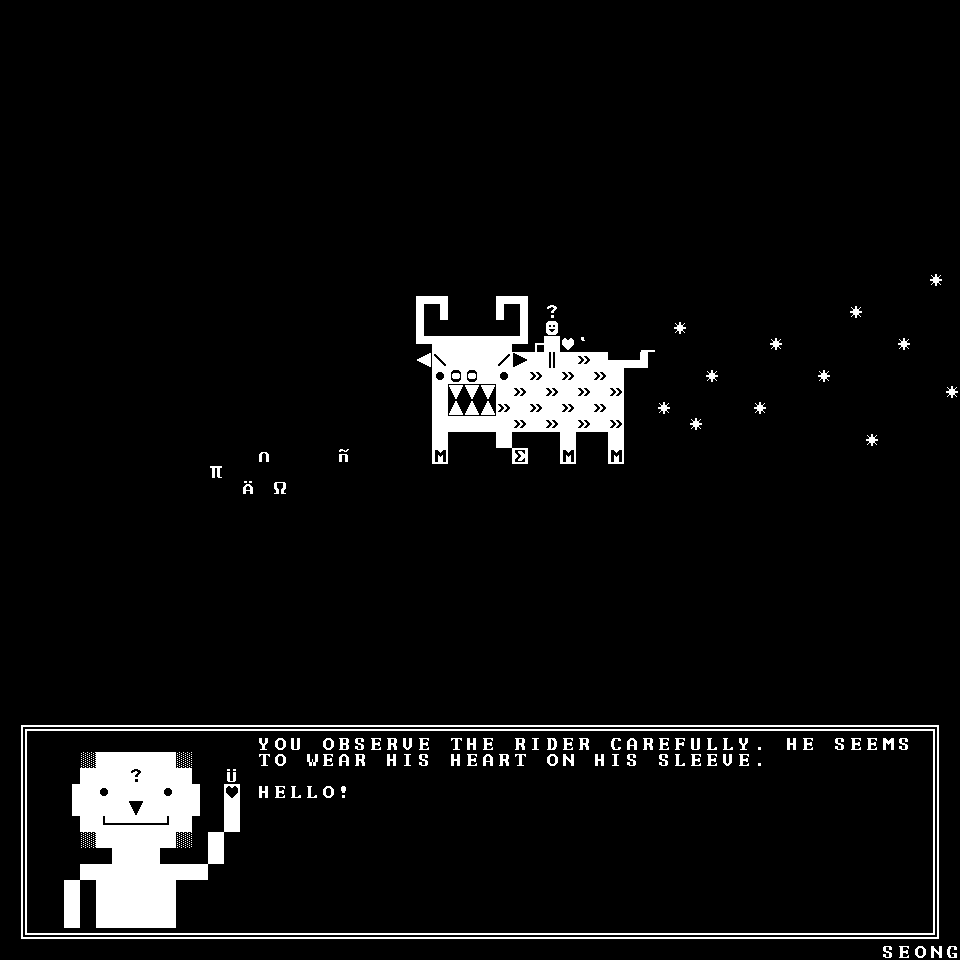 ?
π ∩ ñ
Ä Ω
YOU OBSERVE THE RIDER CAREFULLY. HE SEEMS
TO WEAR HIS HEART ON HIS SLEEVE.
? ü
HELLO!
SEONG